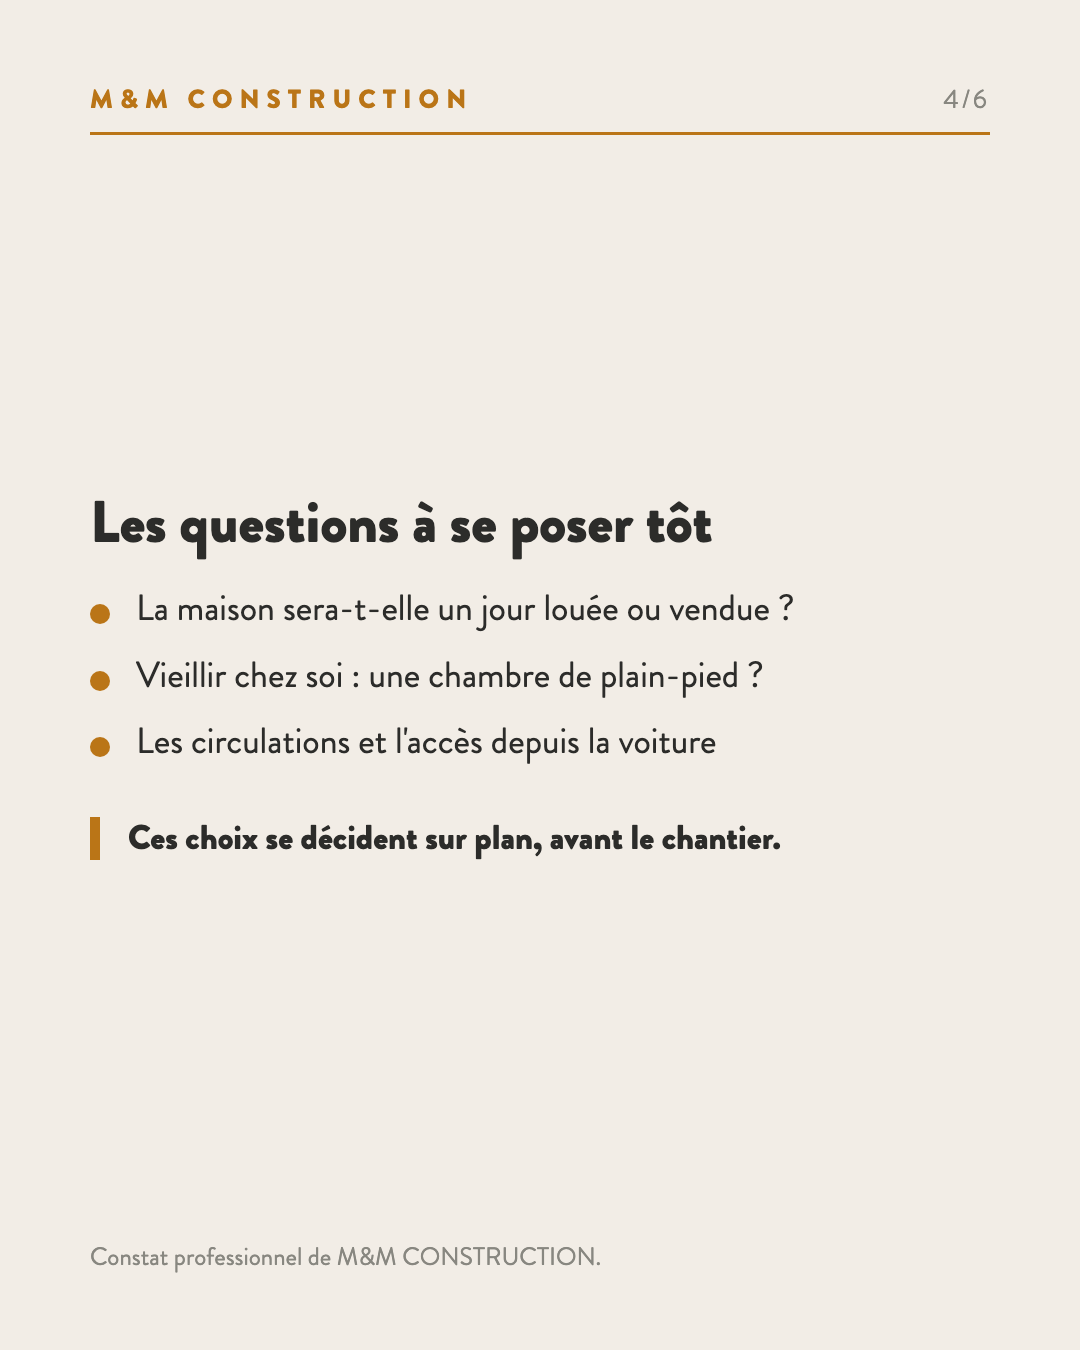 M&M CONSTRUCTION
4/6
Les questions à se poser tôt
La maison sera-t-elle un jour louée ou vendue ?
Vieillir chez soi : une chambre de plain-pied ?
Les circulations et l'accès depuis la voiture
Ces choix se décident sur plan, avant le chantier.
Constat professionnel de M&M CONSTRUCTION.